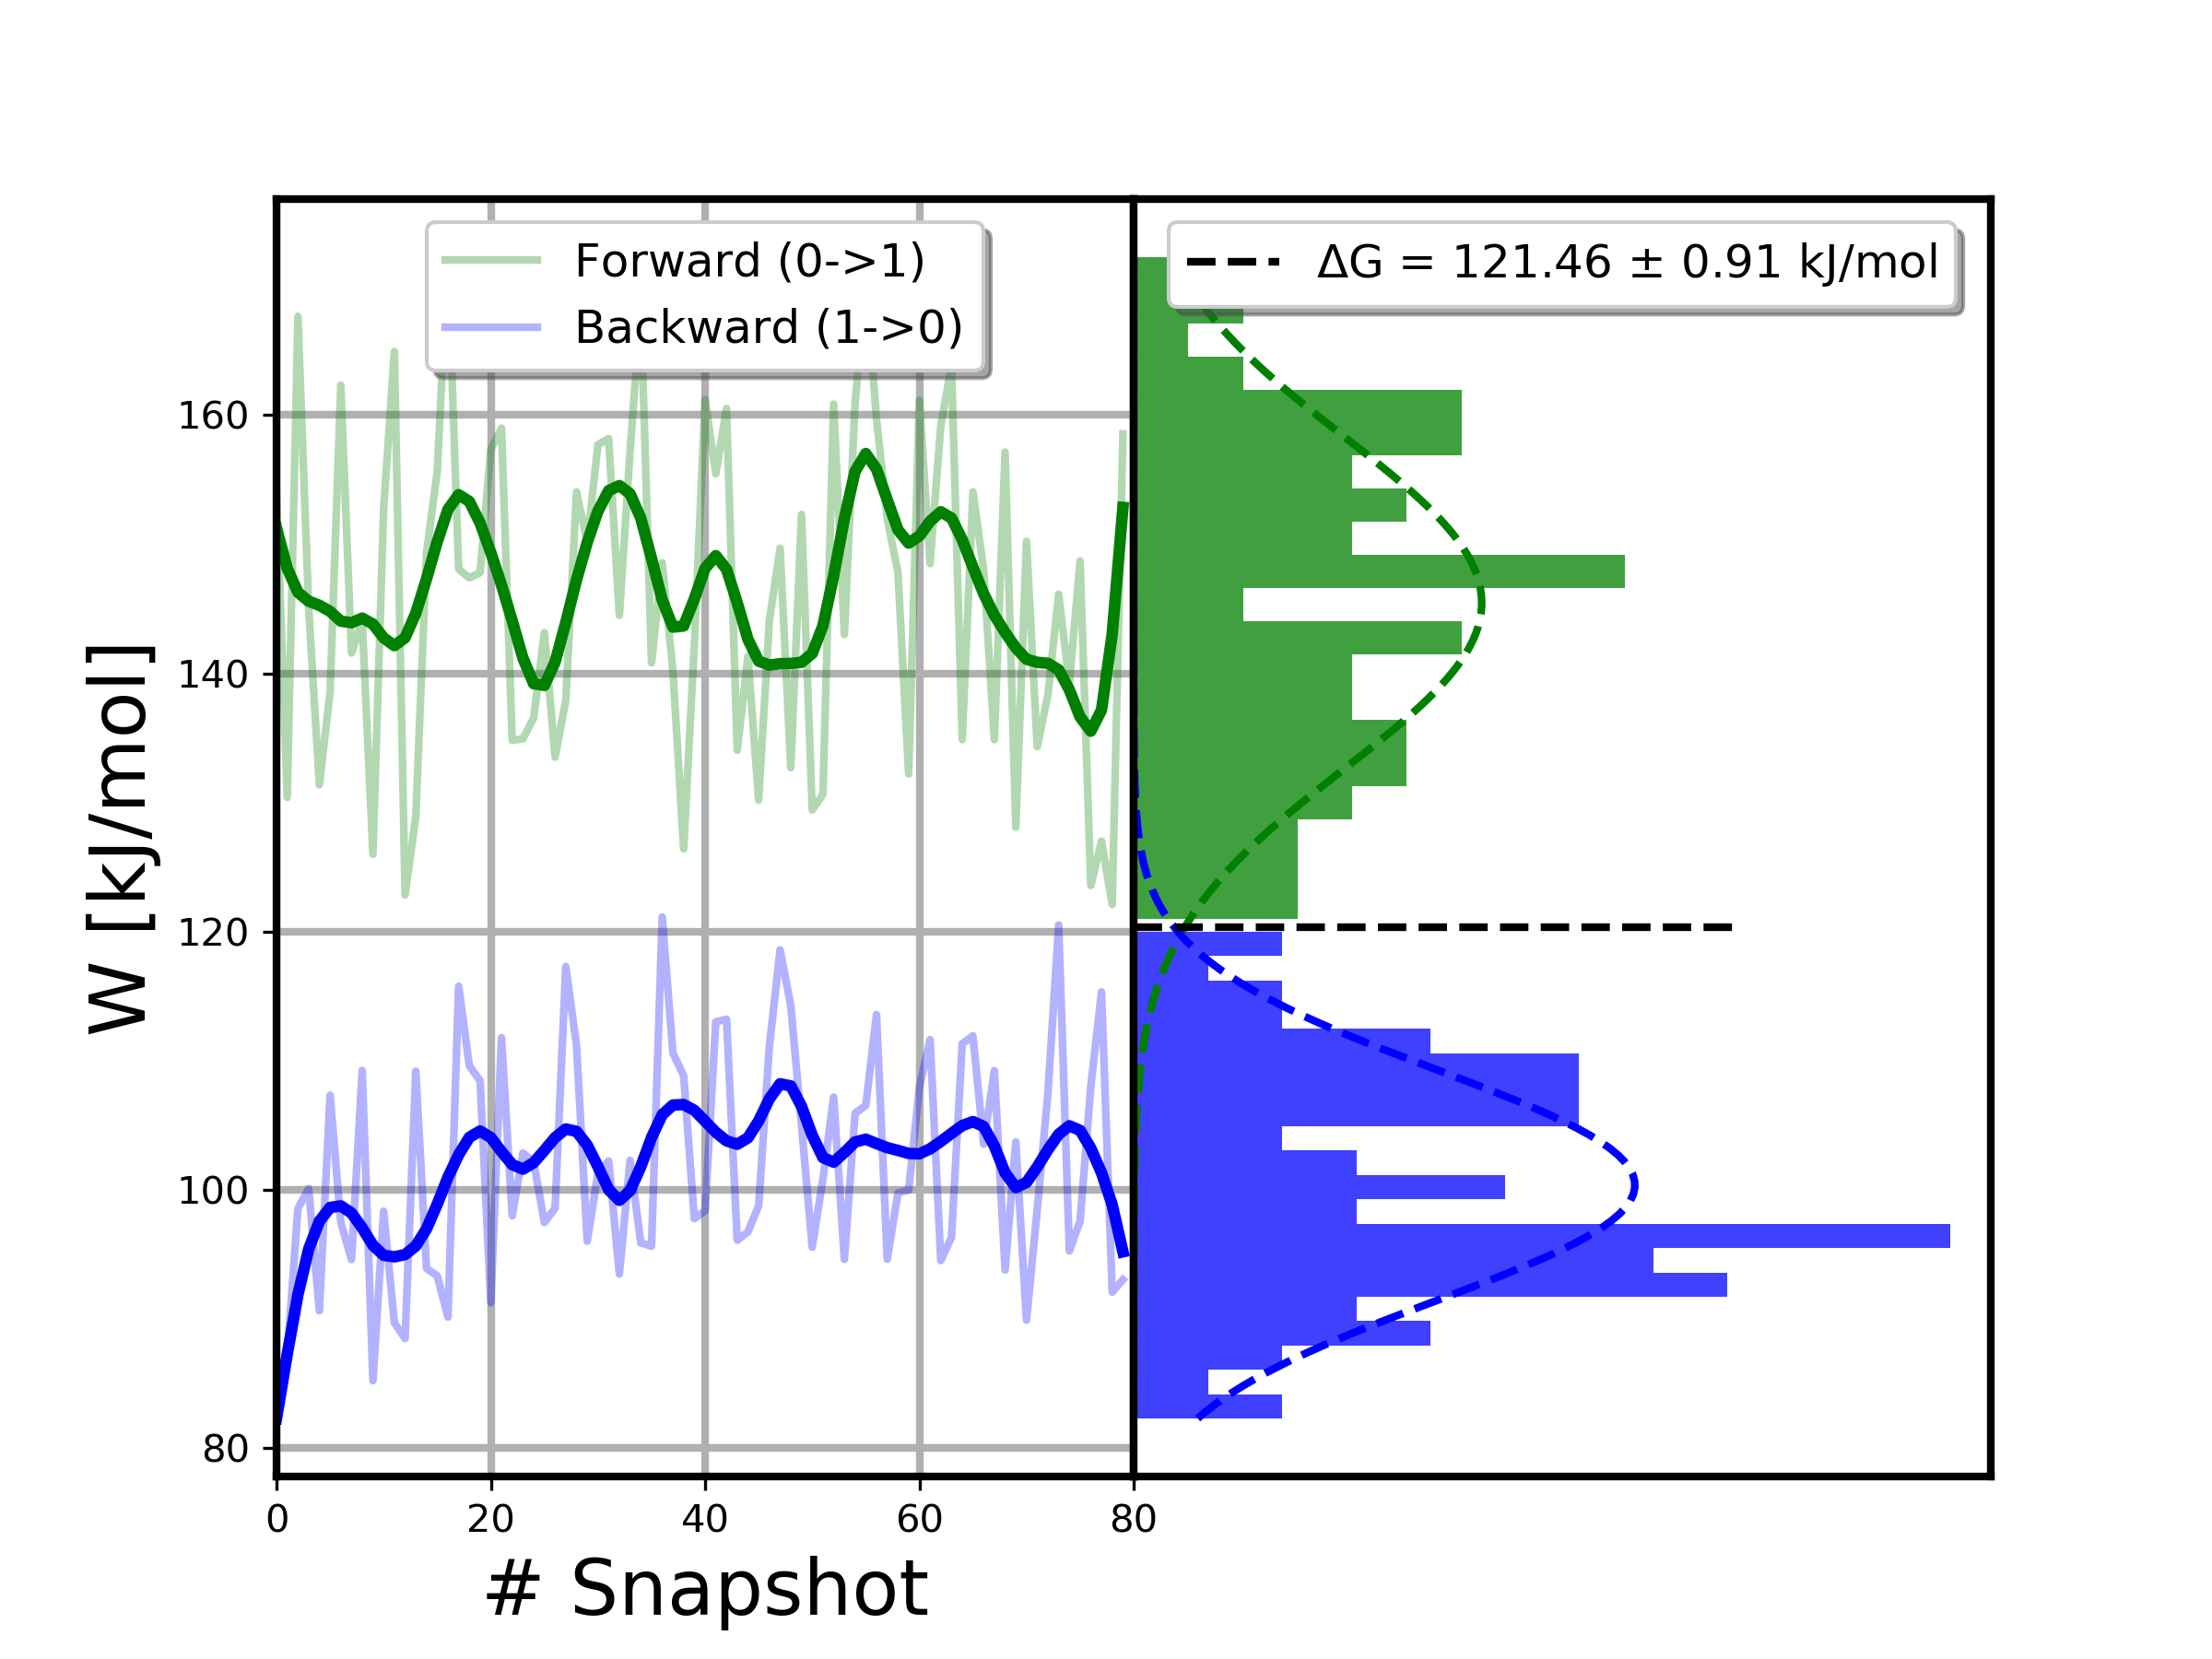 Forward (0->1)
Backward (1->0)
ΔG = 121.46 ± 0.91 kJ/mol
160
140
120
100
80
W [kJ/mol]
0 20 40 60 80
# Snapshot